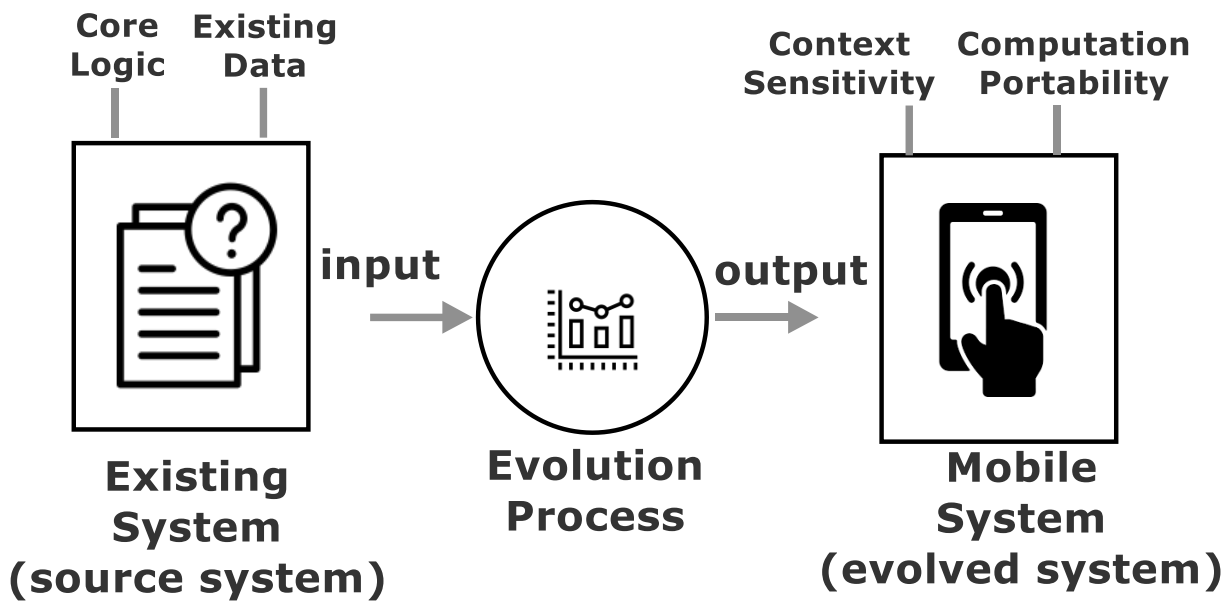 Core
Logic
Existing
Data
Context
Sensitivity
Computation
Portability
?
input
output
Existing
System
(source system)
Evolution
Process
Mobile
System
(evolved system)